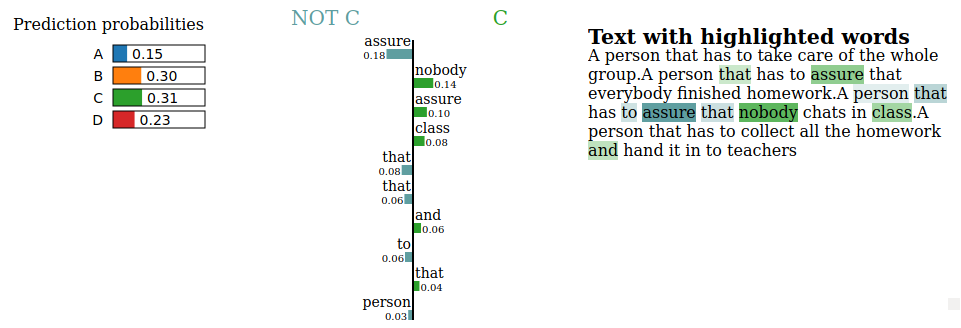 Prediction probabilities
A 0.15
B 0.30
C 0.31
D 0.23
NOT C
C
assure
0.18
nobody
0.14
assure
0.10
class
0.08
that
0.08
that
0.06
and
0.06
to
0.06
that
0.04
person
0.03
Text with highlighted words
A person that has to take care of the whole
group.A person that has to assure that
everybody finished homework.A person that
has to assure that nobody chats in class.A
person that has to collect all the homework
and hand it in to teachers